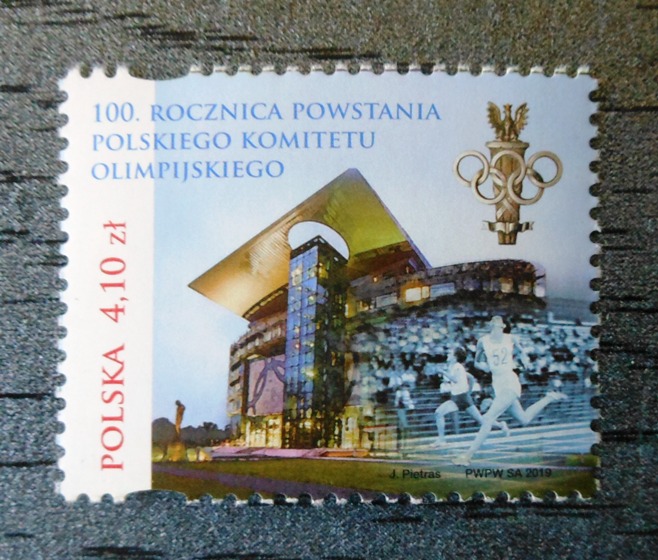 100. ROCZNICA POWSTANIA
POLSKIEGO KOMITETU
OLIMPIJSKIEGO
POLSKA 4,10 zł
52
J. Pietras PWPW SA 2019